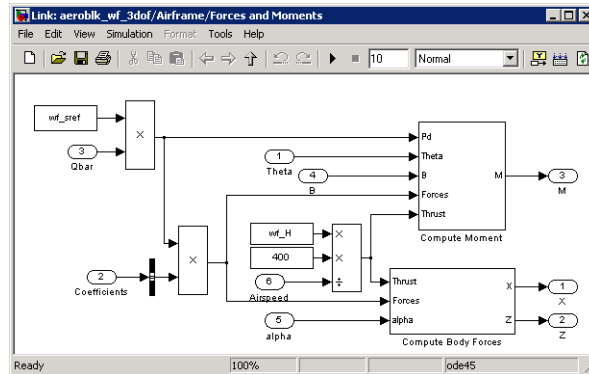 Link: aeroblk_wf_3dof/Airframe/Forces and Moments
File Edit View Simulation Format Tools Help
10 Normal
wf_sref
3
Qbar
×
Pd
1
Theta
Theta
4
B
B
Forces
Thrust
M
3
M
Compute Moment
2
Coefficients
×
wf_H
400
6
Airspeed
×
×
÷
5
alpha
Thrust
Forces
alpha
X
Z
1
X
2
Z
Compute Body Forces
Ready 100% ode45